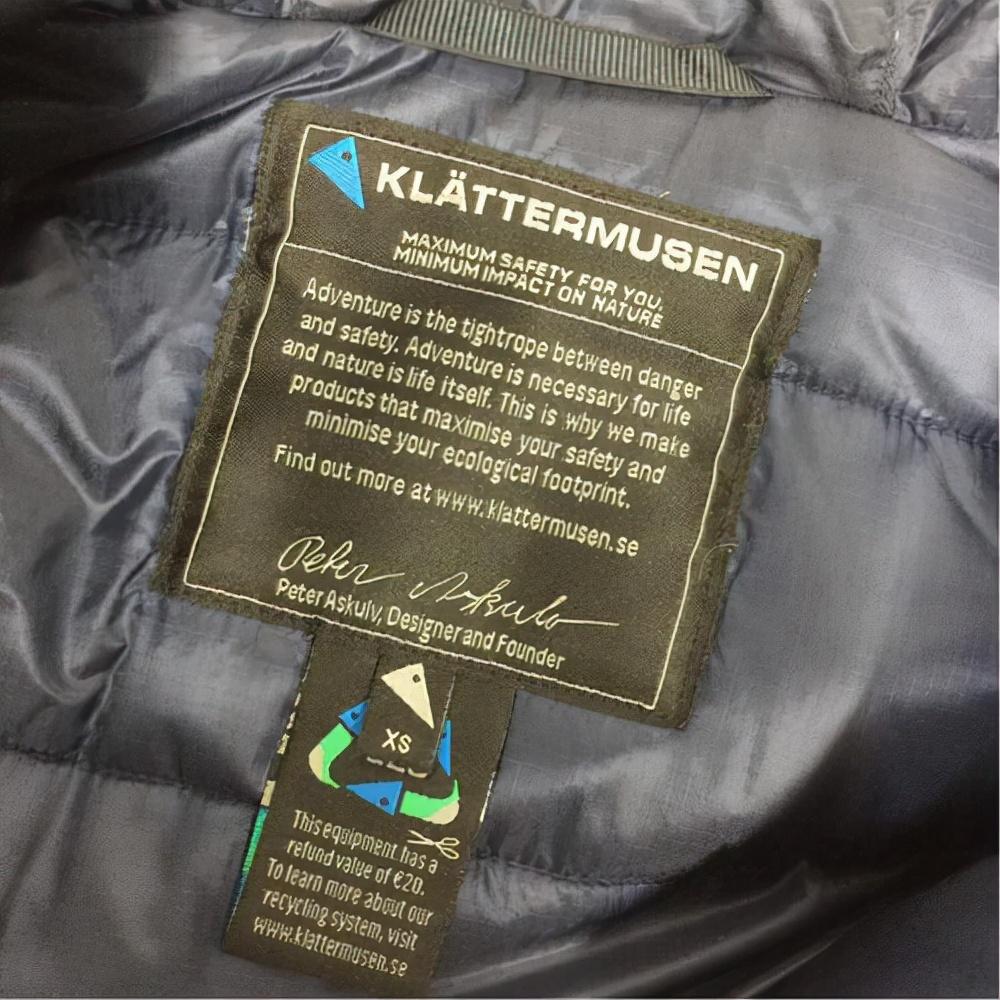 KLÄTTERMUSEN
MAXIMUM SAFETY FOR YOU,
MINIMUM IMPACT ON NATURE
Adventure is the tightrope between danger
and safety. Adventure is necessary for life
and nature is life itself. This is why we make
products that maximise your safety and
minimise your ecological footprint.
Find out more at www.klattermusen.se
Peter Askulv
Peter Askulv, Designer and Founder
XS
This equipment has a
refund value of €20.
To learn more about our
recycling system, visit
www.klattermusen.se